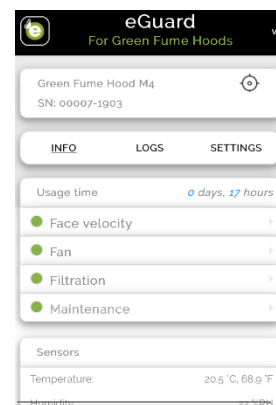 eGuard
For Green Fume Hoods
Green Fume Hood M4
SN: 00007-1903
INFO LOGS SETTINGS
Usage time 0 days, 17 hours
Face velocity
Fan
Filtration
Maintenance
Sensors
Temperature: 20.5 °C, 68.9 °F
Humidity